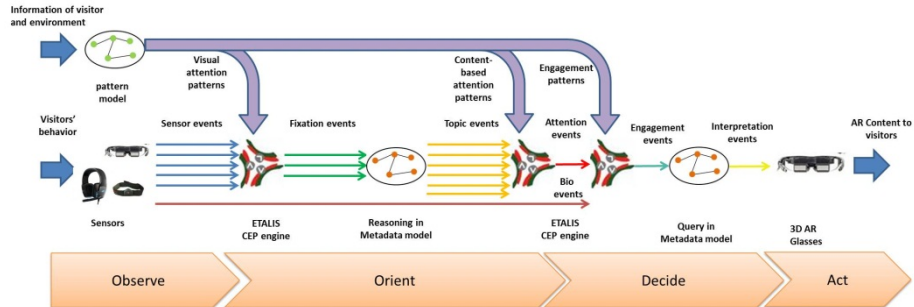 Information of visitor
and environment
pattern
model
Visual
attention
patterns
Content-
based
attention
patterns
Engagement
patterns
Visitors'
behavior
Sensor events
Fixation events
Topic events
Attention
events
Engagement
events
Interpretation
events
AR Content to
visitors
Bio
events
Sensors
ETALIS
CEP engine
Reasoning in
Metadata model
ETALIS
CEP engine
Query in
Metadata model
3D AR
Glasses
Observe
Orient
Decide
Act